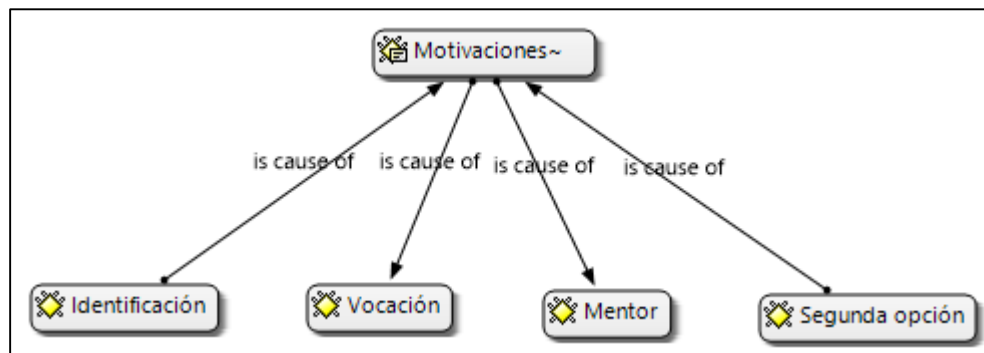 Motivaciones~
is cause of
is cause of
is cause of
is cause of
Identificación
Vocación
Mentor
Segunda opción